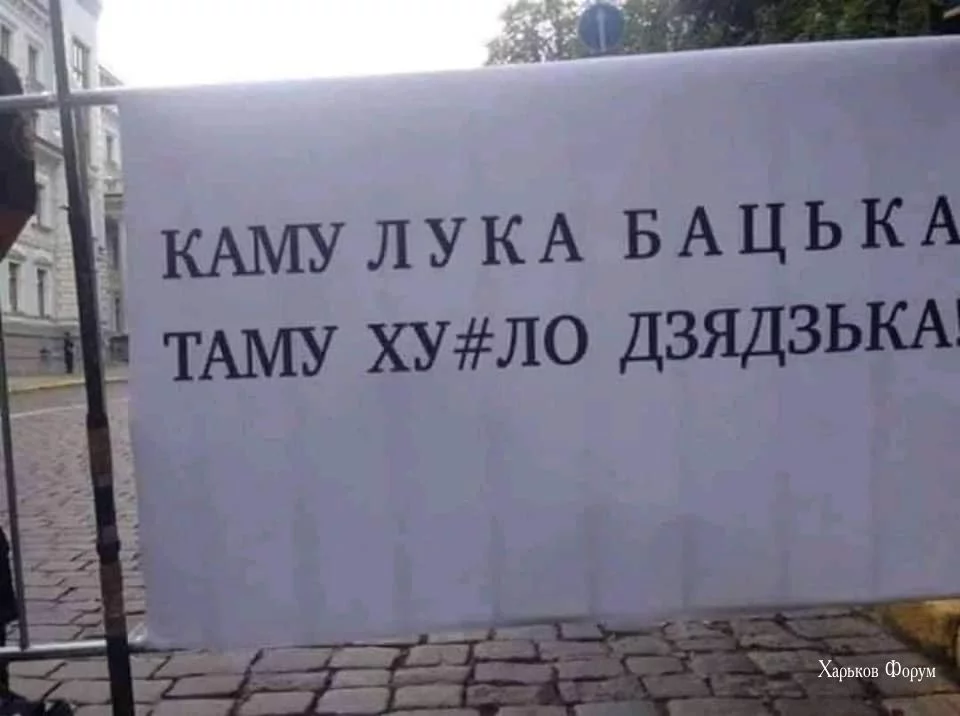 КАМУ ЛУКА БАЦЬКА
ТАМУ ХУ#ЛО ДЗЯДЗЬКА!
Харьков Форум